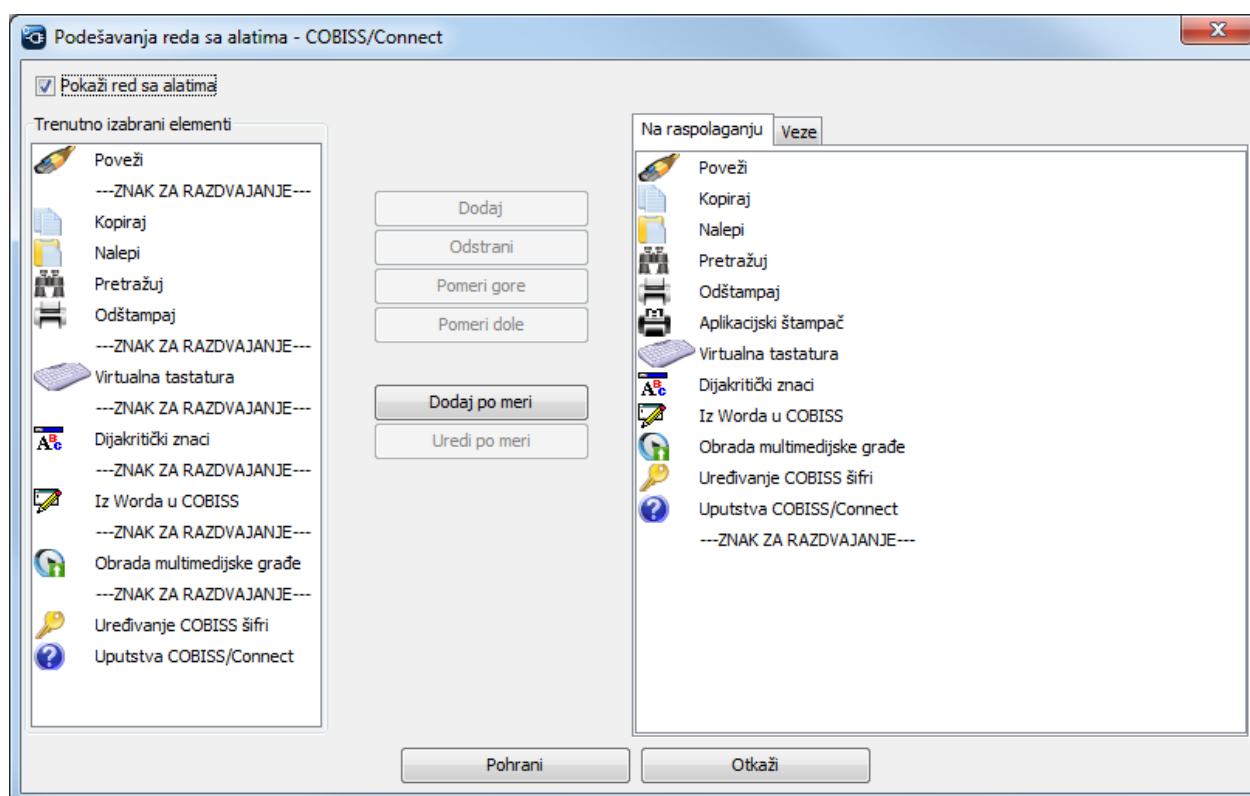 Podešavanja reda sa alatima - COBISS/Connect
Pokaži red sa alatima
Trenutno izabrani elementi
Poveži
---ZNAK ZA RAZDVAJANJE---
Kopiraj
Nalepi
Pretražuj
Odštampaj
---ZNAK ZA RAZDVAJANJE---
Virtualna tastatura
---ZNAK ZA RAZDVAJANJE---
Dijakritički znaci
---ZNAK ZA RAZDVAJANJE---
Iz Worda u COBISS
---ZNAK ZA RAZDVAJANJE---
Obrada multimedijske građe
---ZNAK ZA RAZDVAJANJE---
Uređivanje COBISS šifri
Uputstva COBISS/Connect
Dodaj
Odstrani
Pomeri gore
Pomeri dole
Dodaj po meri
Uredi po meri
Na raspolaganju Veze
Poveži
Kopiraj
Nalepi
Pretražuj
Odštampaj
Aplikacijski štampač
Virtualna tastatura
Dijakritički znaci
Iz Worda u COBISS
Obrada multimedijske građe
Uređivanje COBISS šifri
Uputstva COBISS/Connect
---ZNAK ZA RAZDVAJANJE---
Pohrani Otkaži